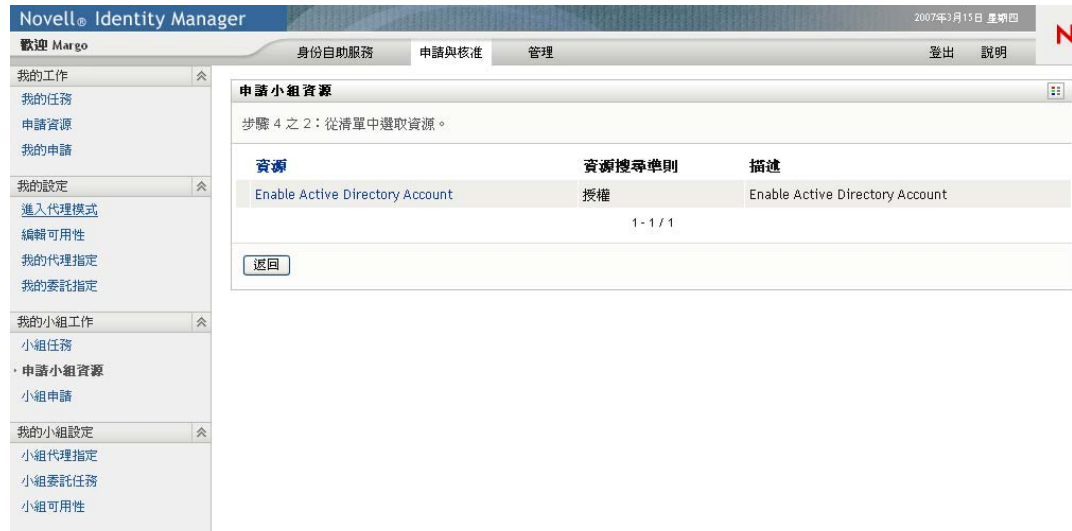 Novell® Identity Manager
2007年3月15日 星期四
歡迎 Margo
身份自助服務 申請與核准 管理 登出 說明
N
我的工作
我的任務
申請資源
我的申請
我的設定
進入代理模式
編輯可用性
我的代理指定
我的委託指定
我的小組工作
小組任務
申請小組資源
小組申請
我的小組設定
小組代理指定
小組委託任務
小組可用性
申請小組資源
步驟 4 之 2：從清單中選取資源。
資源 資源搜尋準則 描述
Enable Active Directory Account 授權 Enable Active Directory Account
1 - 1 / 1
返回